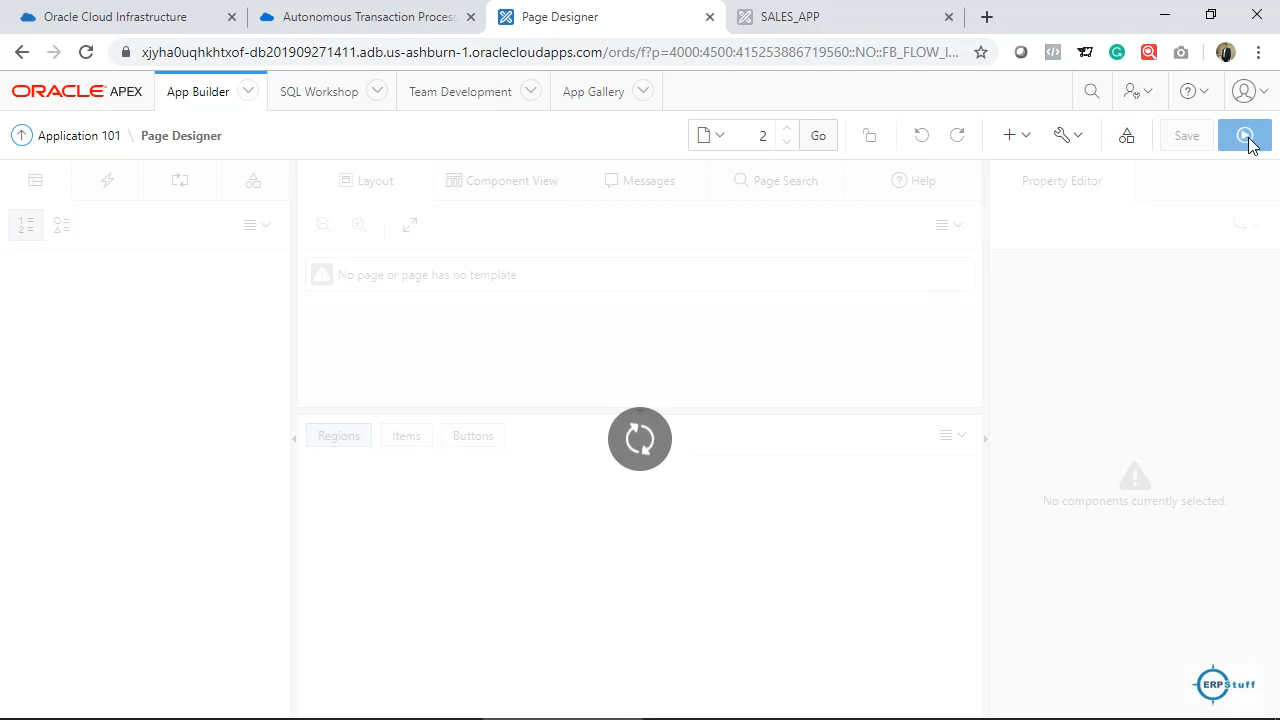 Oracle Cloud Infrastructure
Autonomous Transaction Process
Page Designer
SALES_APP
xjyha0uqhkhtxof-db201909271411.adb.us-ashburn-1.oraclecloudapps.com/ords/f?p=4000:4500:417253886719560::NO::FB_FLOW_I...
ORACLE APEX
App Builder
SQL Workshop
Team Development
App Gallery
Application 101 \ Page Designer
2
Go
Save
Layout
Component View
Messages
Page Search
Help
Property Editor
No page or page has no template
Regions
Items
Buttons
No components currently selected.
ERPStuff